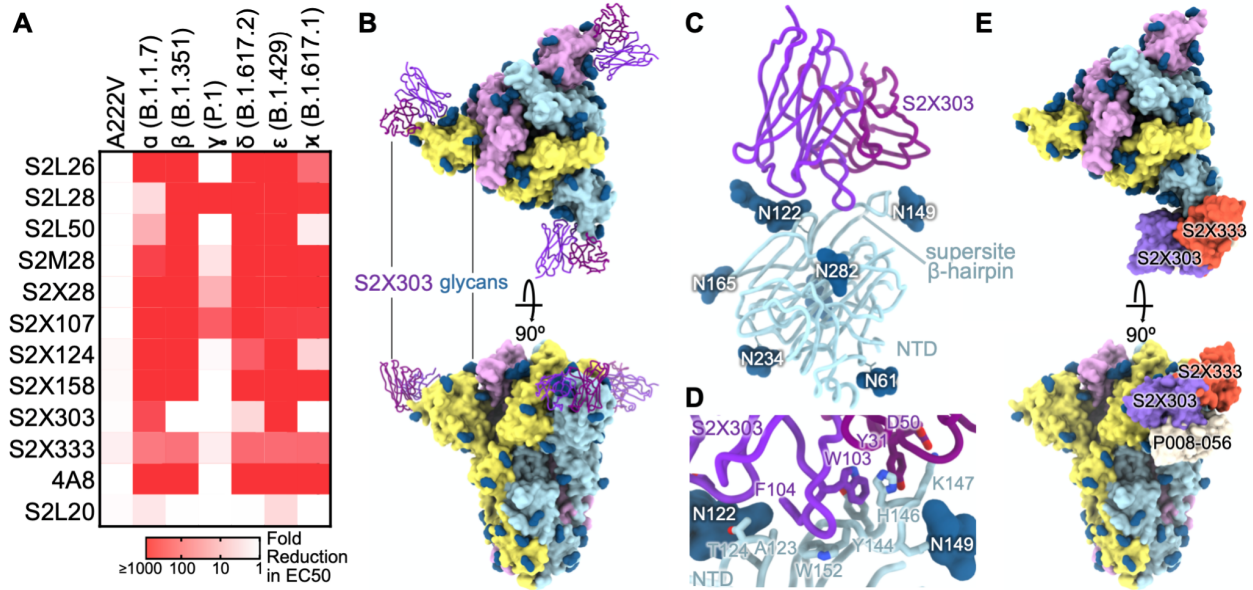 A
A222V
α (B.1.1.7)
β (B.1.351)
γ (P.1)
δ (B.1.617.2)
ε (B.1.429)
ϰ (B.1.617.1)
S2L26
S2L28
S2L50
S2M28
S2X28
S2X107
S2X124
S2X158
S2X303
S2X333
4A8
S2L20
≥1000 100 10 1
Fold
Reduction
in EC50
B
S2X303 glycans
90º
C
S2X303
N122
N149
supersite
β-hairpin
N282
N165
NTD
N234
N61
D
S2X303
D50
Y31
W103
K147
F104
H146
N122
T124
A123
Y144
N149
W152
NTD
E
S2X333
S2X303
90º
S2X333
S2X303
P008-056